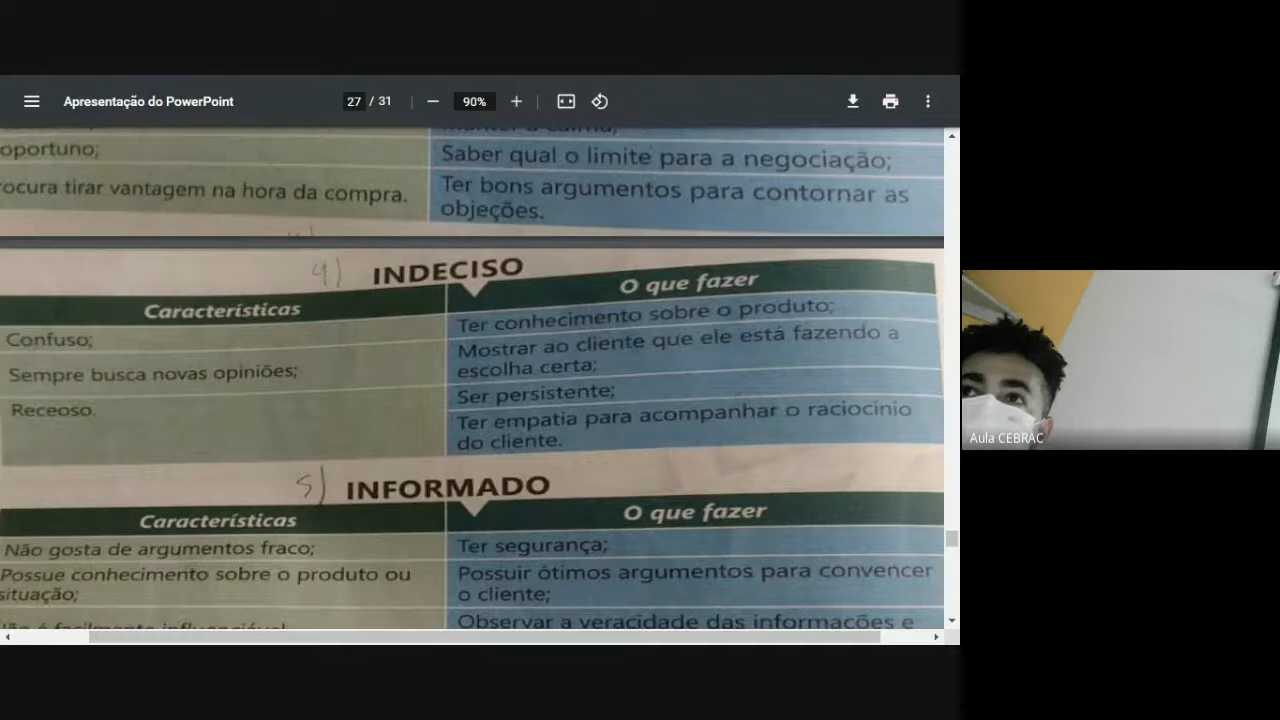 Apresentação do PowerPoint
27 / 31
90%
oportuno;
rocura tirar vantagem na hora da compra.
Saber qual o limite para a negociação;
Ter bons argumentos para contornar as
objeções.
4) INDECISO
Características
O que fazer
Confuso;
Sempre busca novas opiniões;
Receoso.
Ter conhecimento sobre o produto;
Mostrar ao cliente que ele está fazendo a
escolha certa;
Ser persistente;
Ter empatia para acompanhar o raciocínio
do cliente.
5) INFORMADO
Características
O que fazer
Não gosta de argumentos fraco;
Possue conhecimento sobre o produto ou
situação;
Ter segurança;
Possuir ótimos argumentos para convencer
o cliente;
Observar a veracidade das informações e
Aula CEBRAC